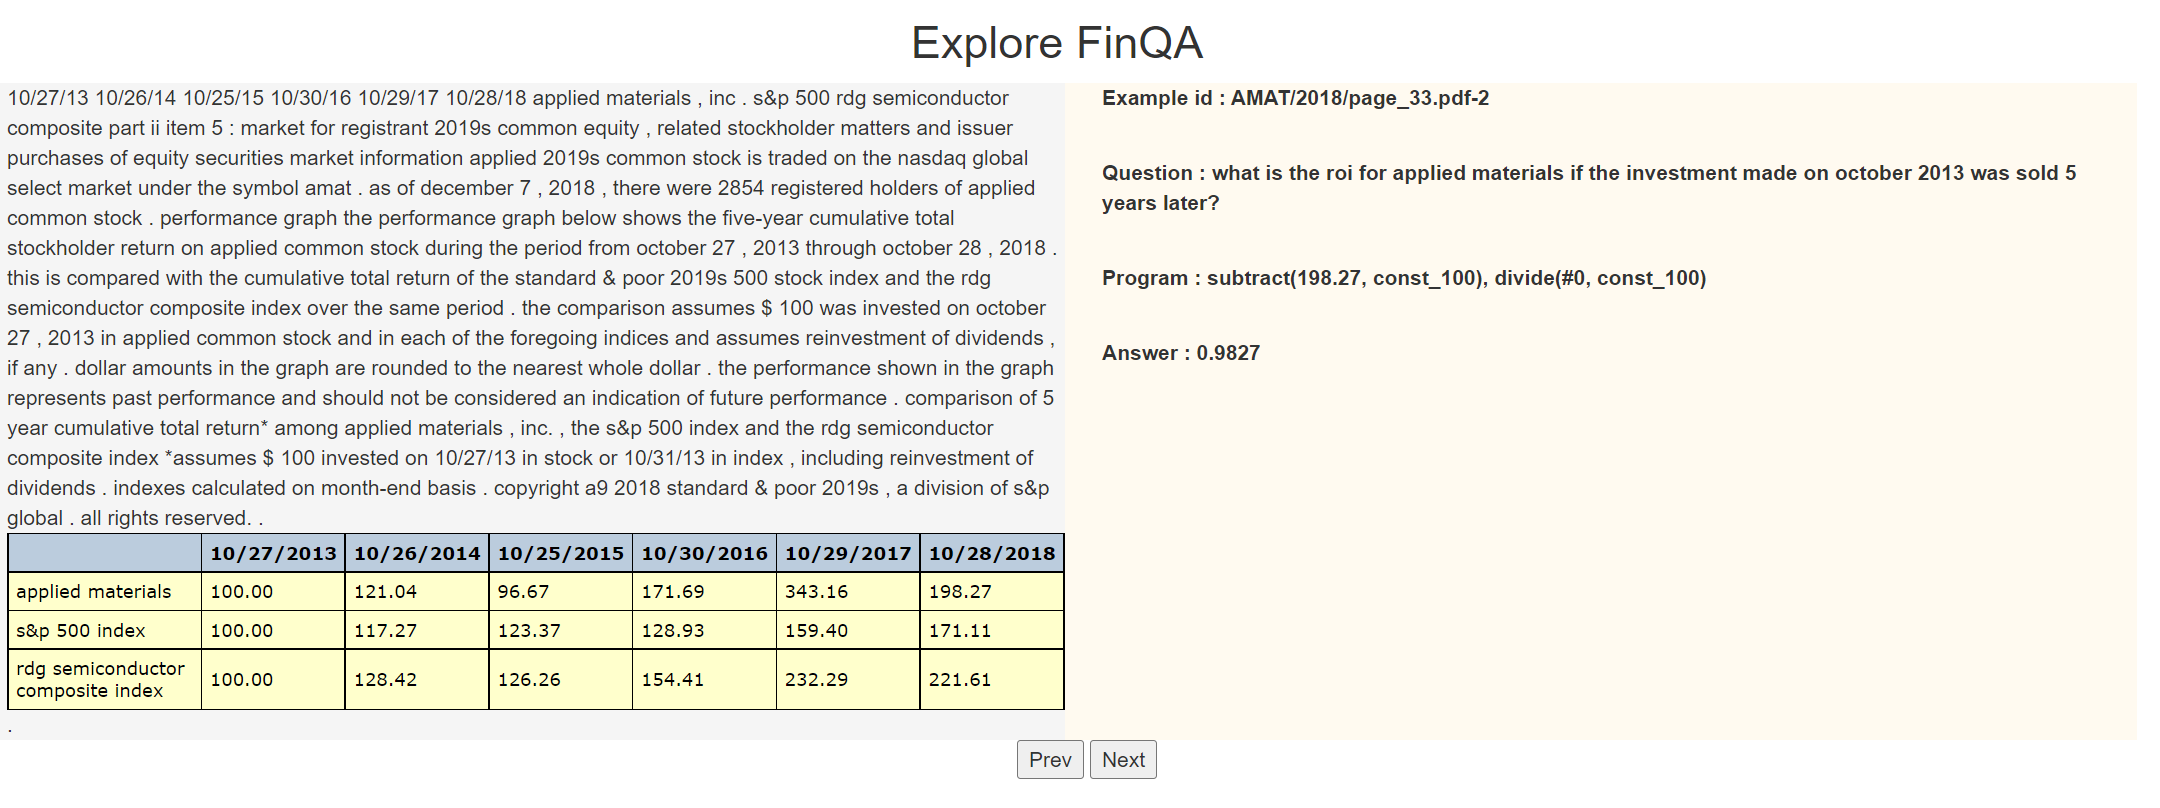 Explore FinQA
10/27/13 10/26/14 10/25/15 10/30/16 10/29/17 10/28/18 applied materials , inc . s&p 500 rdg semiconductor
composite part ii item 5 : market for registrant 2019s common equity , related stockholder matters and issuer
purchases of equity securities market information applied 2019s common stock is traded on the nasdaq global
select market under the symbol amat . as of december 7 , 2018 , there were 2854 registered holders of applied
common stock . performance graph the performance graph below shows the five-year cumulative total
stockholder return on applied common stock during the period from october 27 , 2013 through october 28 , 2018 .
this is compared with the cumulative total return of the standard & poor 2019s 500 stock index and the rdg
semiconductor composite index over the same period . the comparison assumes $ 100 was invested on october
27 , 2013 in applied common stock and in each of the foregoing indices and assumes reinvestment of dividends ,
if any . dollar amounts in the graph are rounded to the nearest whole dollar . the performance shown in the graph
represents past performance and should not be considered an indication of future performance . comparison of 5
year cumulative total return* among applied materials , inc. , the s&p 500 index and the rdg semiconductor
composite index *assumes $ 100 invested on 10/27/13 in stock or 10/31/13 in index , including reinvestment of
dividends . indexes calculated on month-end basis . copyright a9 2018 standard & poor 2019s , a division of s&p
global . all rights reserved. .
10/27/2013 10/26/2014 10/25/2015 10/30/2016 10/29/2017 10/28/2018
applied materials 100.00 121.04 96.67 171.69 343.16 198.27
s&p 500 index 100.00 117.27 123.37 128.93 159.40 171.11
rdg semiconductor
composite index 100.00 128.42 126.26 154.41 232.29 221.61
.
Example id : AMAT/2018/page_33.pdf-2
Question : what is the roi for applied materials if the investment made on october 2013 was sold 5
years later?
Program : subtract(198.27, const_100), divide(#0, const_100)
Answer : 0.9827
Prev Next